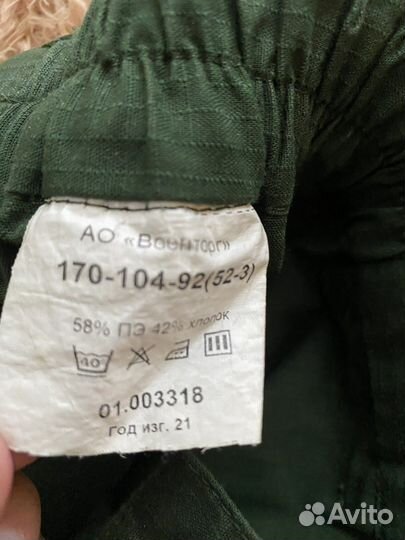 АО «Военторг»
170-104-92(52-3)
58% ПЭ 42% хлопок
40
01.003318
год изг. 21
Avito